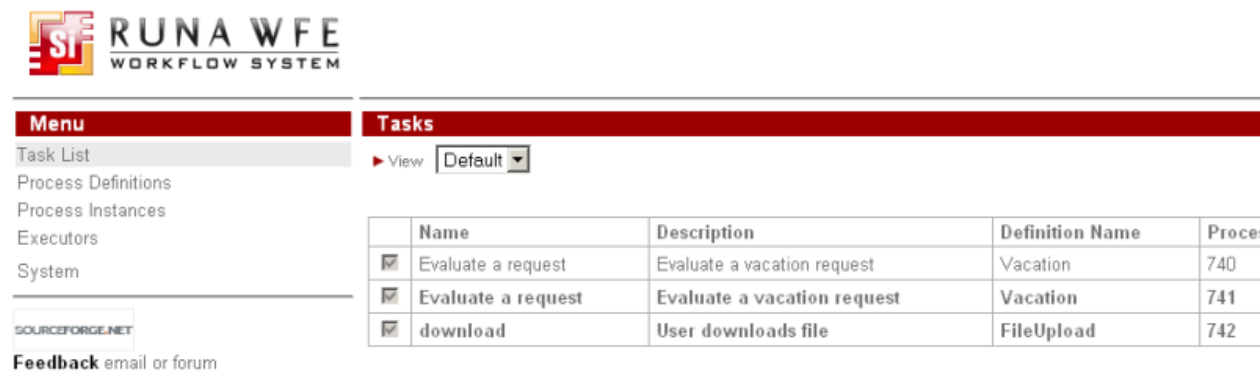 Si RUNA WFE
WORKFLOW SYSTEM
Menu
Task List
Process Definitions
Process Instances
Executors
System
SOURCEFORGE.NET
Feedback email or forum
Tasks
View Default
Name Description Definition Name Proces
Evaluate a request Evaluate a vacation request Vacation 740
Evaluate a request Evaluate a vacation request Vacation 741
download User downloads file FileUpload 742